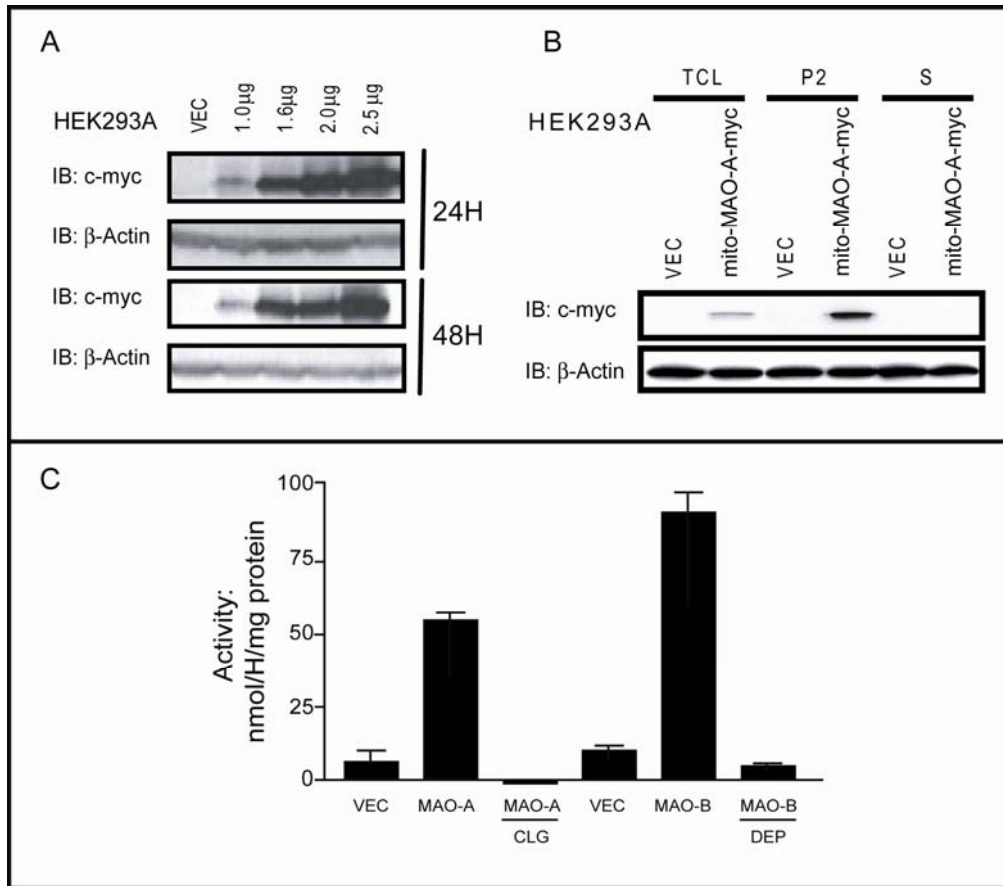 A
HEK293A
VEC
1.0µg
1.6µg
2.0µg
2.5 µg
IB: c-myc
IB: β-Actin
24H
IB: c-myc
IB: β-Actin
48H
B
TCL P2 S
HEK293A
VEC
mito-MAO-A-myc
VEC
mito-MAO-A-myc
VEC
mito-MAO-A-myc
IB: c-myc
IB: β-Actin
C
Activity:
nmol/H/mg protein
100
75
50
25
0
VEC MAO-A MAO-A VEC MAO-B MAO-B
CLG DEP